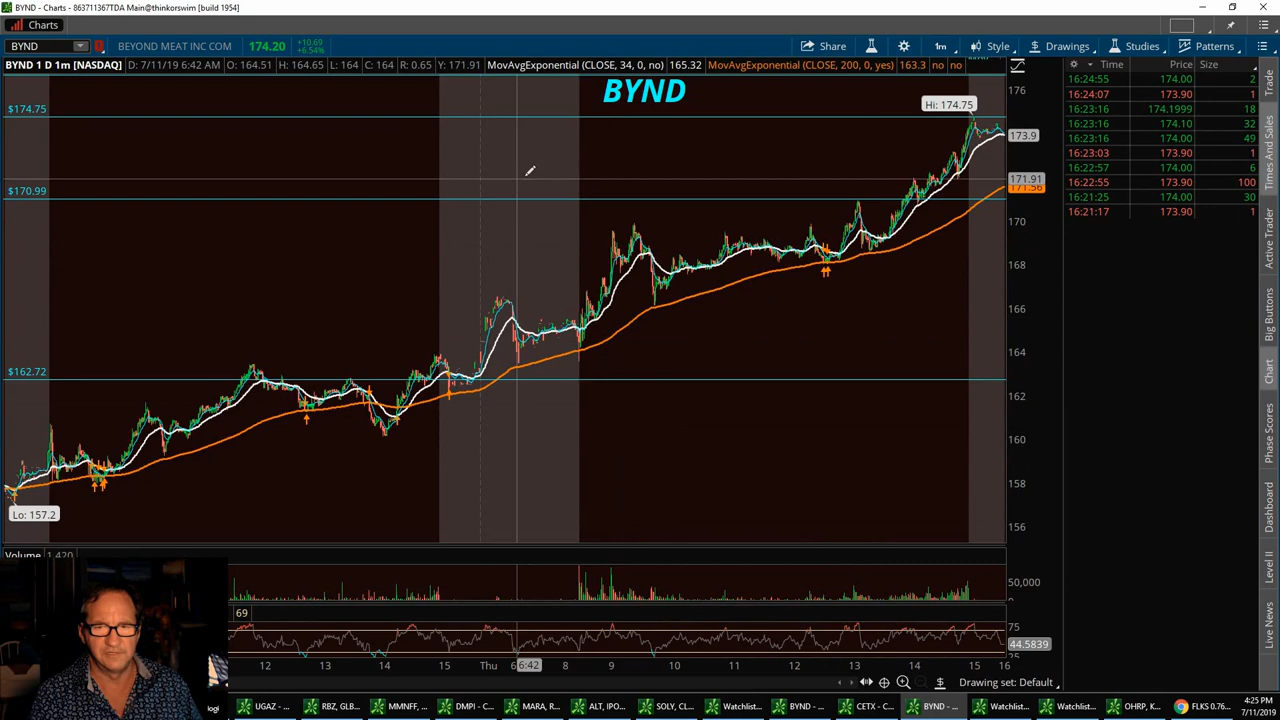 BYND - Charts - 863711367TDA Main@thinkorswim [build 1954]
Charts
BYND BEYOND MEAT INC COM 174.20 +10.69 +6.54% Share 1m Style Drawings Studies Patterns
BYND 1 D 1m [NASDAQ] D: 7/11/19, 6:42 AM O: 164.51 H: 164.65 L: 164 C: 164 R: 0.65 Y: 171.91 MovAvgExponential (CLOSE, 34, 0, no) 165.32 MovAvgExponential (CLOSE, 200, 0, yes) 163.3 no no
Time Price Size
16:24:55 174.00 2
16:24:07 173.90 1
16:23:16 174.1999 18
16:23:16 174.10 32
16:23:16 174.00 49
16:23:03 173.90 1
16:22:57 174.00 6
16:22:55 173.90 100
16:21:25 174.00 30
16:21:17 173.90 1
BYND
$174.75
Hi: 174.75
$170.99
$162.72
Lo: 157.2
176
173.9
171.91
171.56
170
168
166
164
162
160
158
156
Volume 1,420
50,000
69
75
44.5839
25
12 13 14 15 Thu 6:42 8 9 10 11 12 13 14 15 16
Drawing set: Default
Trade
Times And Sales
Active Trader
Big Buttons
Chart
Phase Scores
Dashboard
Level II
Live News
logi
UGAZ - ... RBZ, GLB... MMNFF, ... DMPI, ... MARA, R... ALT, IPO... SOLY, C... Watchlist... BYND - ... CETX - C... BYND - ... Watchlist... Watchlist... OHRP, K... FLKS 0.76...
4:25 PM
7/11/2019